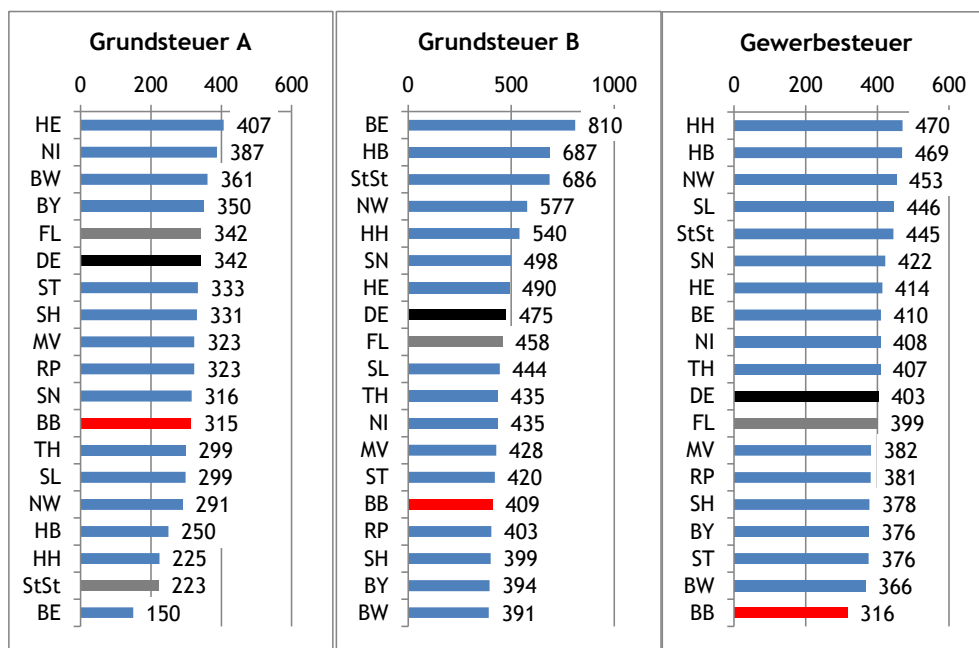 Grundsteuer A
0 200 400 600
HE 407
NI 387
BW 361
BY 350
FL 342
DE 342
ST 333
SH 331
MV 323
RP 323
SN 316
BB 315
TH 299
SL 299
NW 291
HB 250
HH 225
StSt 223
BE 150
Grundsteuer B
0 500 1000
BE 810
HB 687
StSt 686
NW 577
HH 540
SN 498
HE 490
DE 475
FL 458
SL 444
TH 435
NI 435
MV 428
ST 420
BB 409
RP 403
SH 399
BY 394
BW 391
Gewerbesteuer
0 200 400 600
HH 470
HB 469
NW 453
SL 446
StSt 445
SN 422
HE 414
BE 410
NI 408
TH 407
DE 403
FL 399
MV 382
RP 381
SH 378
BY 376
ST 376
BW 366
BB 316